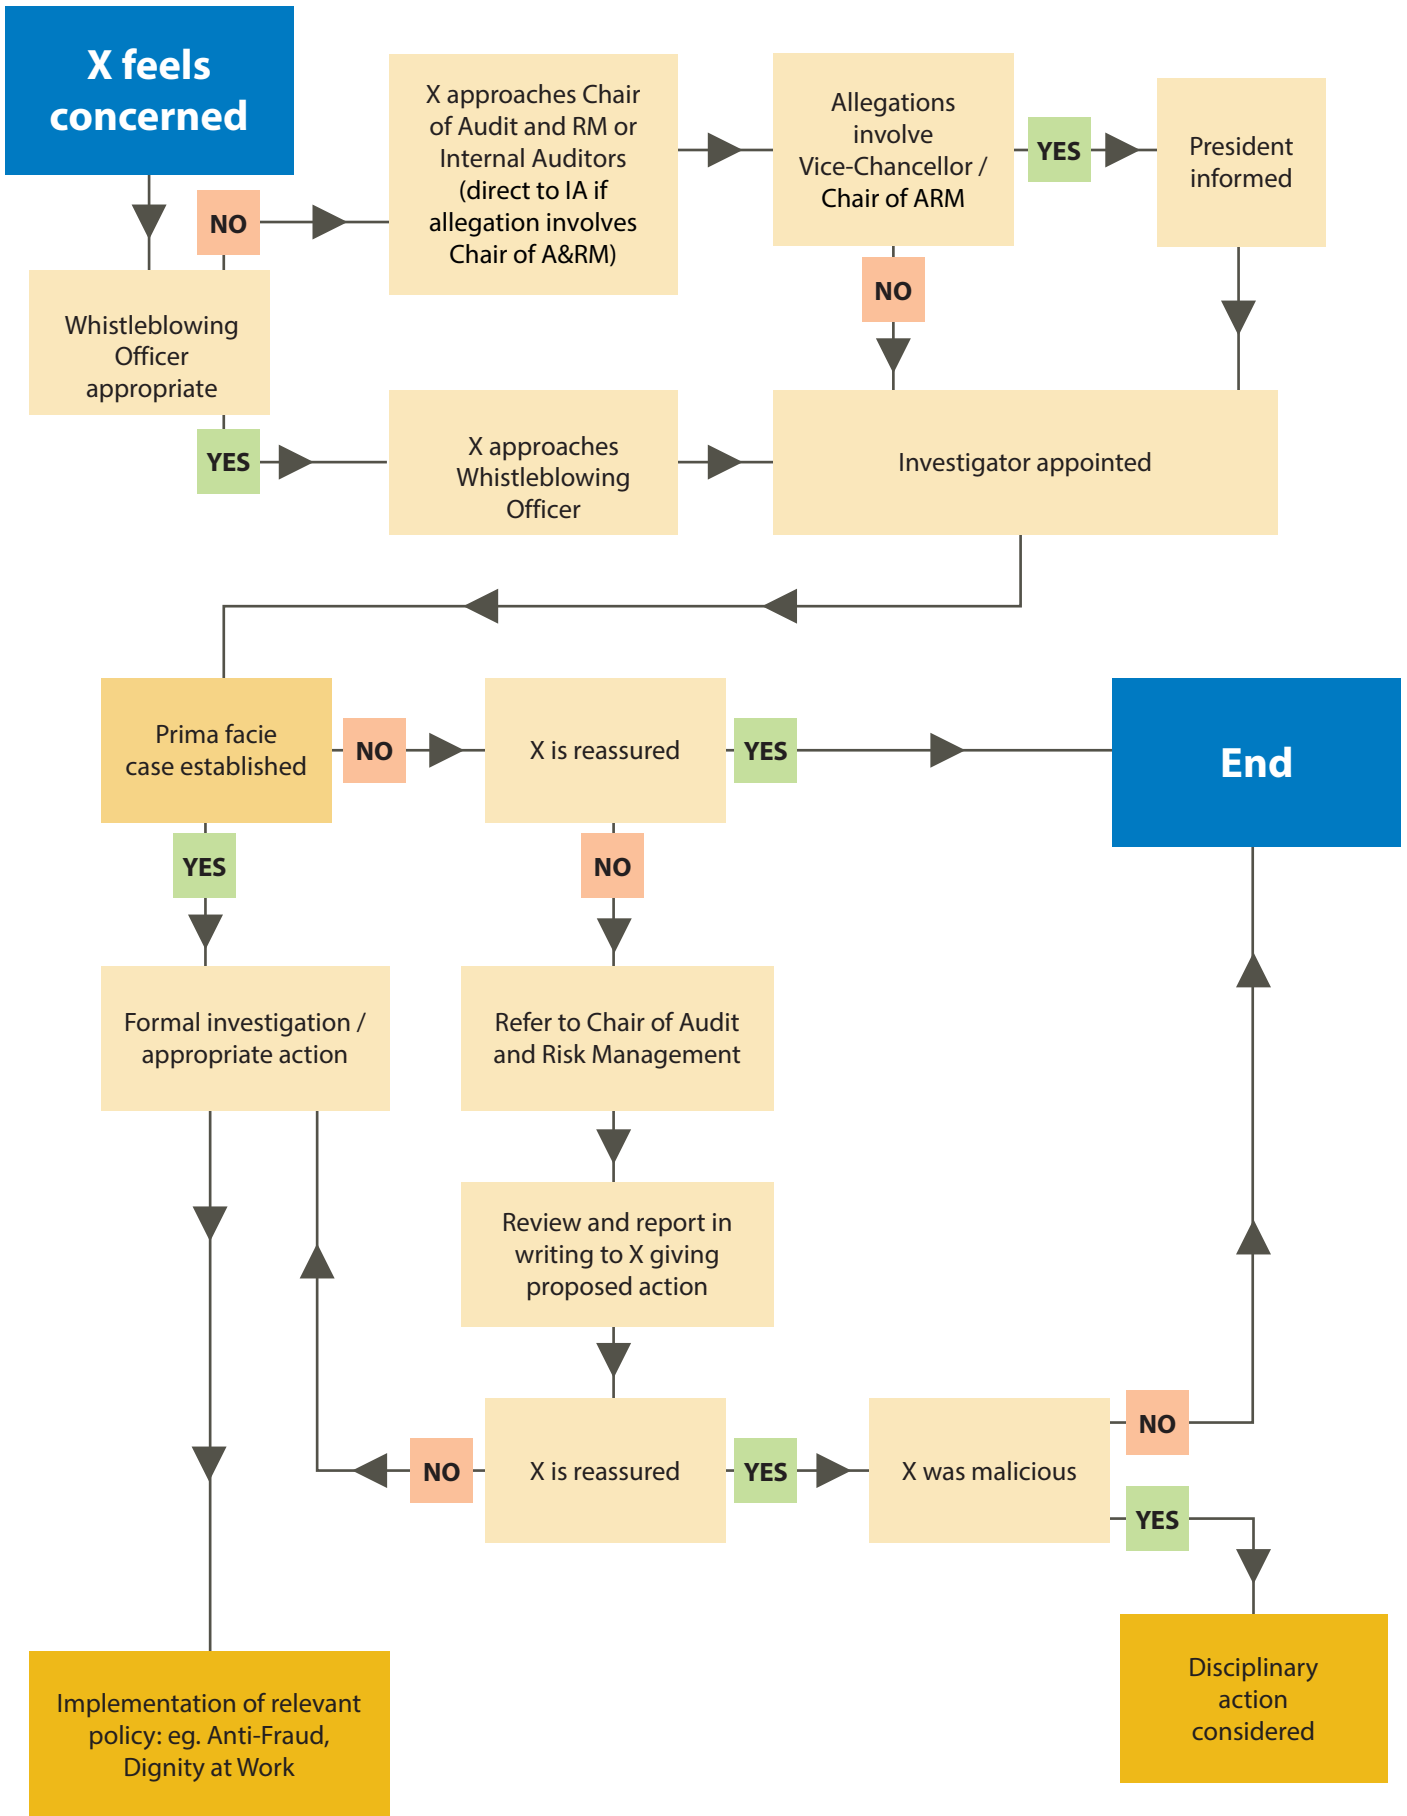 X feels
concerned
X approaches Chair
of Audit and RM or
Internal Auditors
(direct to IA if
allegation involves
Chair of A&RM)
Allegations
involve
Vice-Chancellor /
Chair of ARM
YES
President
informed
NO
NO
Whistleblowing
Officer
appropriate
YES
X approaches
Whistleblowing
Officer
Investigator appointed
Prima facie
case established
NO
X is reassured
YES
End
YES
NO
Formal investigation /
appropriate action
Refer to Chair of Audit
and Risk Management
Review and report in
writing to X giving
proposed action
NO
X is reassured
YES
X was malicious
NO
YES
Implementation of relevant
policy: eg. Anti-Fraud,
Dignity at Work
Disciplinary
action
considered